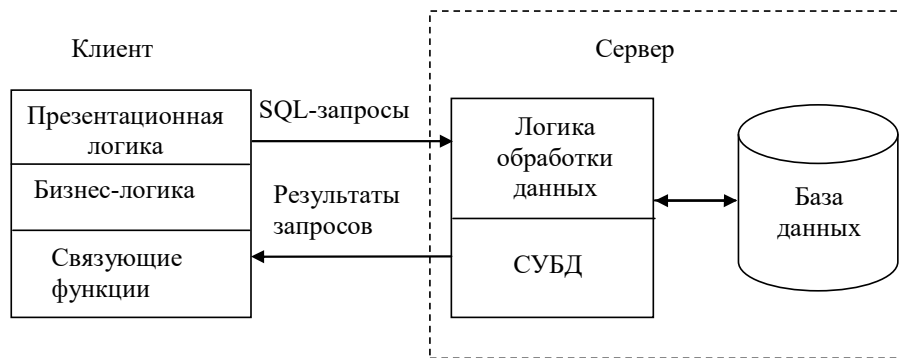 Клиент
Сервер
Презентационная
логика
Бизнес-логика
Связующие
функции
SQL-запросы
Результаты
запросов
Логика
обработки
данных
СУБД
База
данных